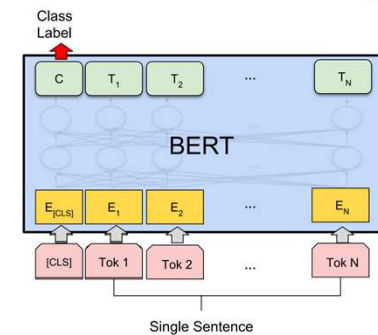 Class
Label
C T1 T2 ... TN
...
BERT
...
E[CLS] E1 E2 ... EN
[CLS] Tok 1 Tok 2 ... Tok N
Single Sentence